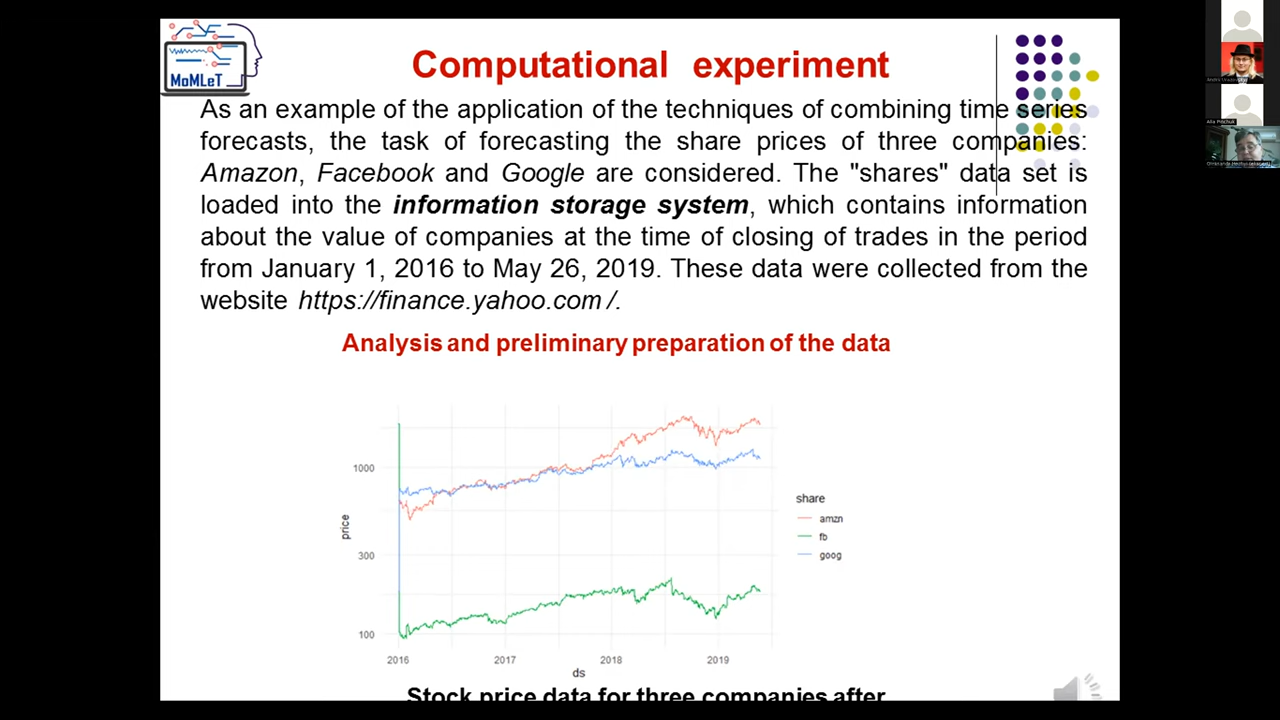 MoMLeT
Computational experiment
As an example of the application of the techniques of combining time series
forecasts, the task of forecasting the share prices of three companies:
Amazon, Facebook and Google are considered. The "shares" data set is
loaded into the information storage system, which contains information
about the value of companies at the time of closing of trades in the period
from January 1, 2016 to May 26, 2019. These data were collected from the
website https://finance.yahoo.com /.
Analysis and preliminary preparation of the data
1000
300
100
price
2016 2017 2018 2019
ds
share
amzn
fb
goog
Stock price data for three companies after